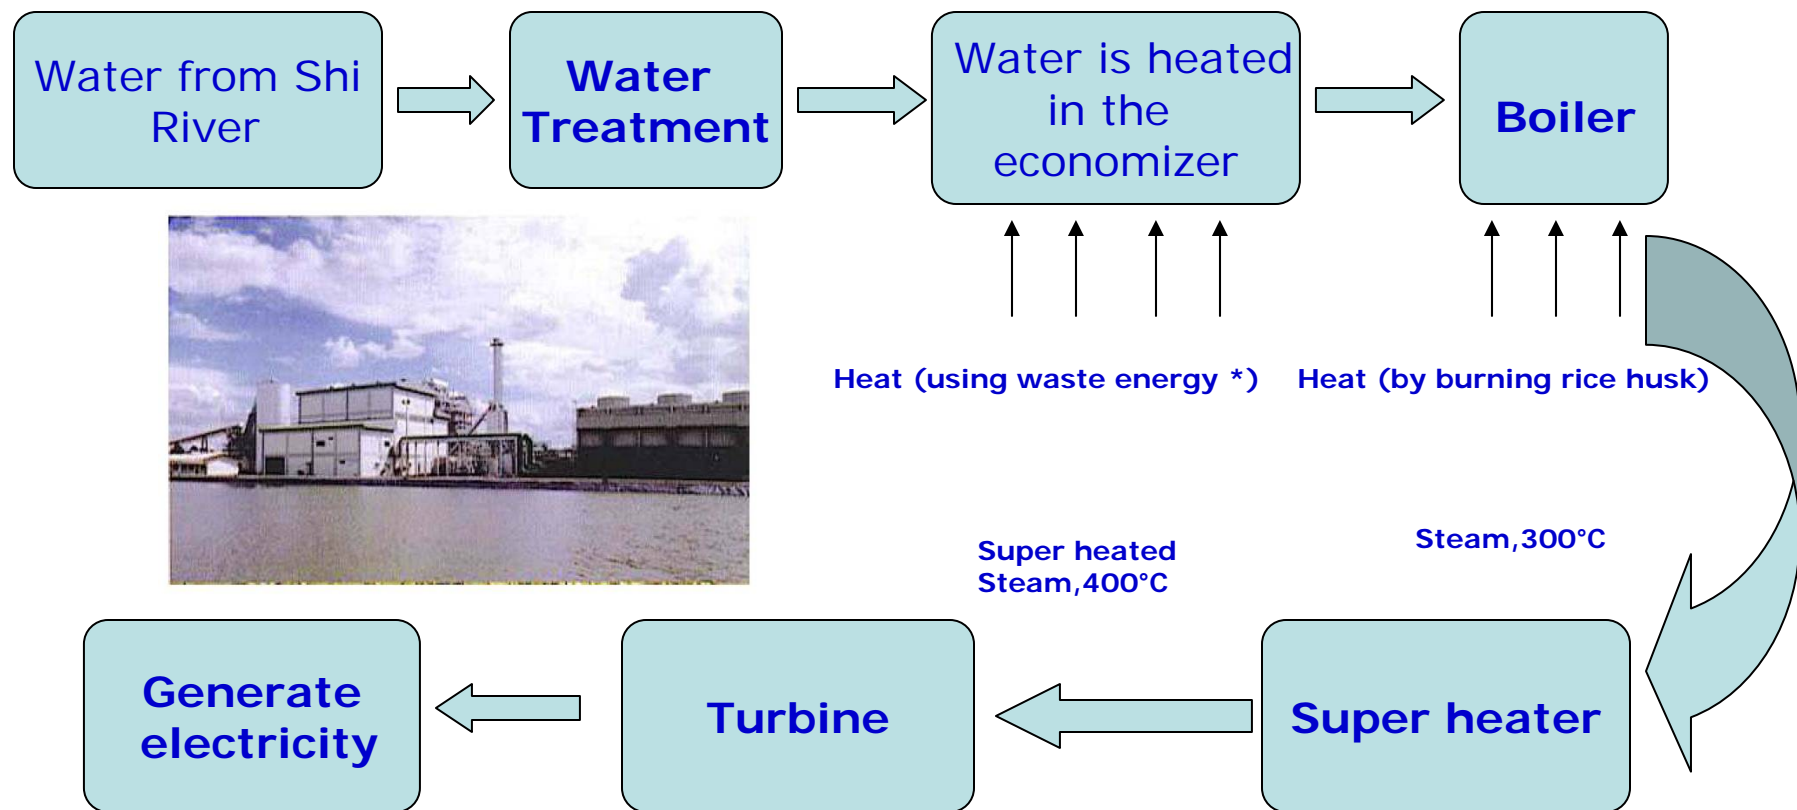 Water from Shi
River
Water
Treatment
Water is heated
in the
economizer
Boiler
Heat (using waste energy *)
Heat (by burning rice husk)
Steam,300°C
Super heated
Steam,400°C
Super heater
Turbine
Generate
electricity